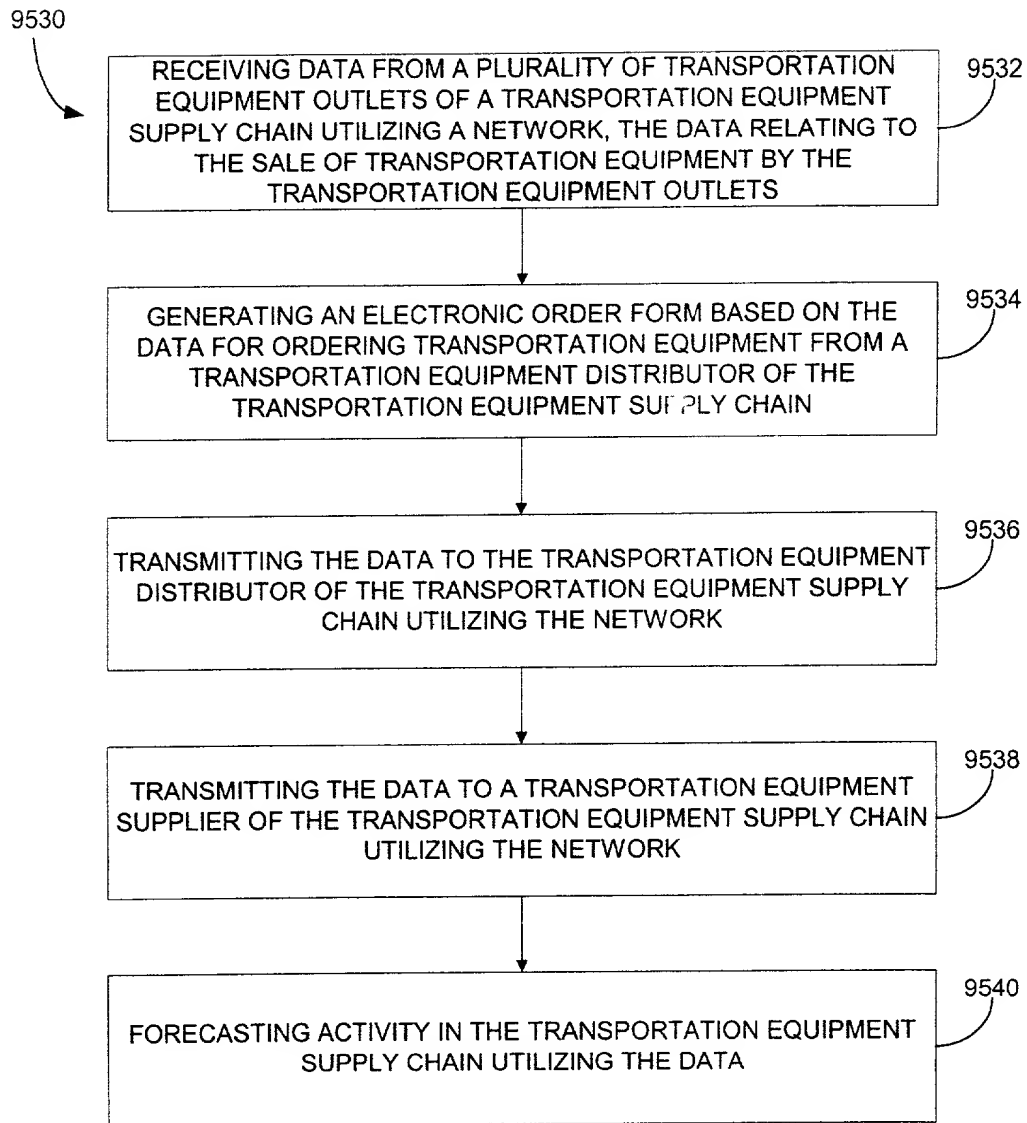 9530
RECEIVING DATA FROM A PLURALITY OF TRANSPORTATION
EQUIPMENT OUTLETS OF A TRANSPORTATION EQUIPMENT
SUPPLY CHAIN UTILIZING A NETWORK, THE DATA RELATING TO
THE SALE OF TRANSPORTATION EQUIPMENT BY THE
TRANSPORTATION EQUIPMENT OUTLETS
9532
GENERATING AN ELECTRONIC ORDER FORM BASED ON THE
DATA FOR ORDERING TRANSPORTATION EQUIPMENT FROM A
TRANSPORTATION EQUIPMENT DISTRIBUTOR OF THE
TRANSPORTATION EQUIPMENT SUPPLY CHAIN
9534
TRANSMITTING THE DATA TO THE TRANSPORTATION EQUIPMENT
DISTRIBUTOR OF THE TRANSPORTATION EQUIPMENT SUPPLY
CHAIN UTILIZING THE NETWORK
9536
TRANSMITTING THE DATA TO A TRANSPORTATION EQUIPMENT
SUPPLIER OF THE TRANSPORTATION EQUIPMENT SUPPLY CHAIN
UTILIZING THE NETWORK
9538
FORECASTING ACTIVITY IN THE TRANSPORTATION EQUIPMENT
SUPPLY CHAIN UTILIZING THE DATA
9540